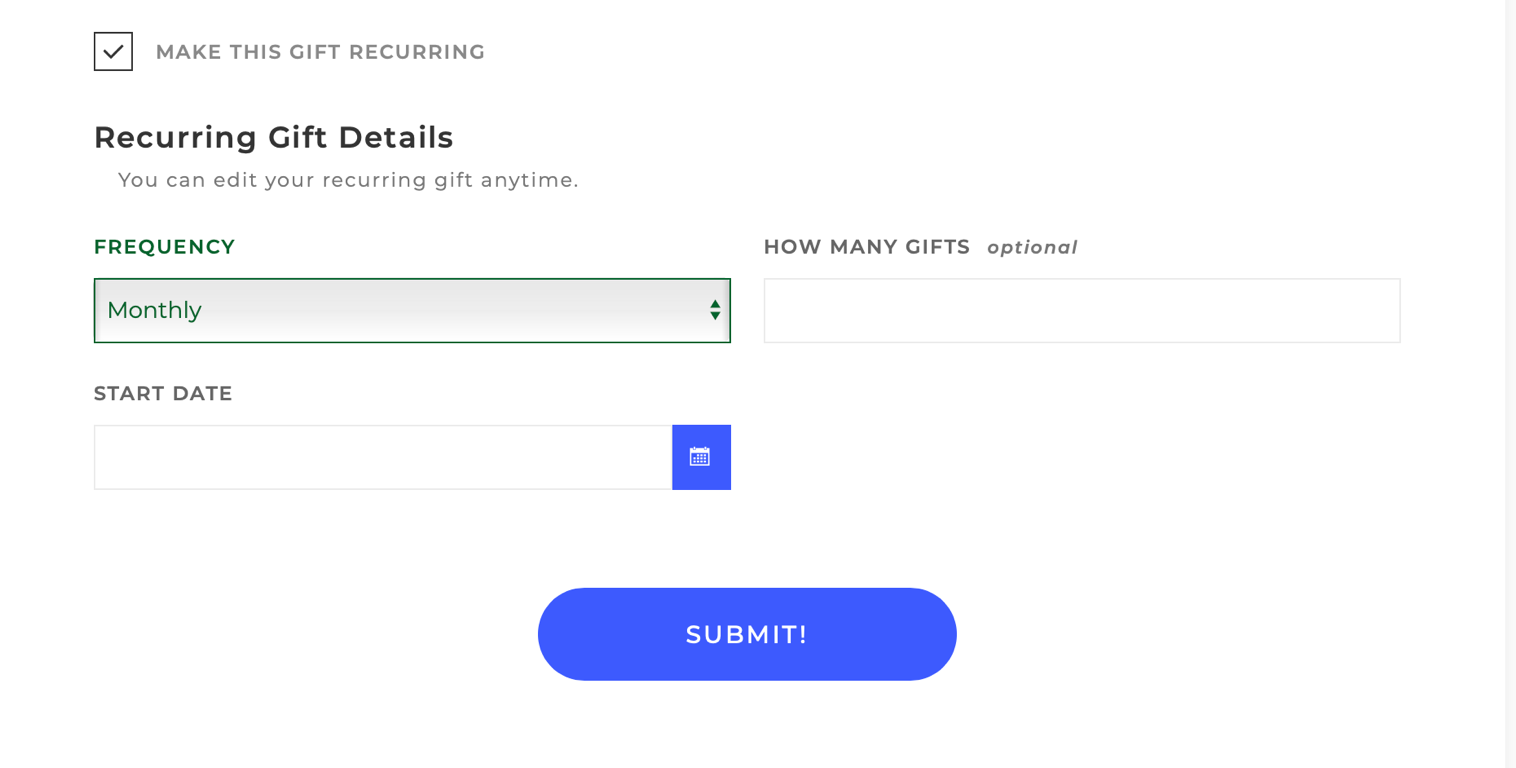 MAKE THIS GIFT RECURRING
Recurring Gift Details
You can edit your recurring gift anytime.
FREQUENCY
HOW MANY GIFTS optional
Monthly
START DATE
SUBMIT!